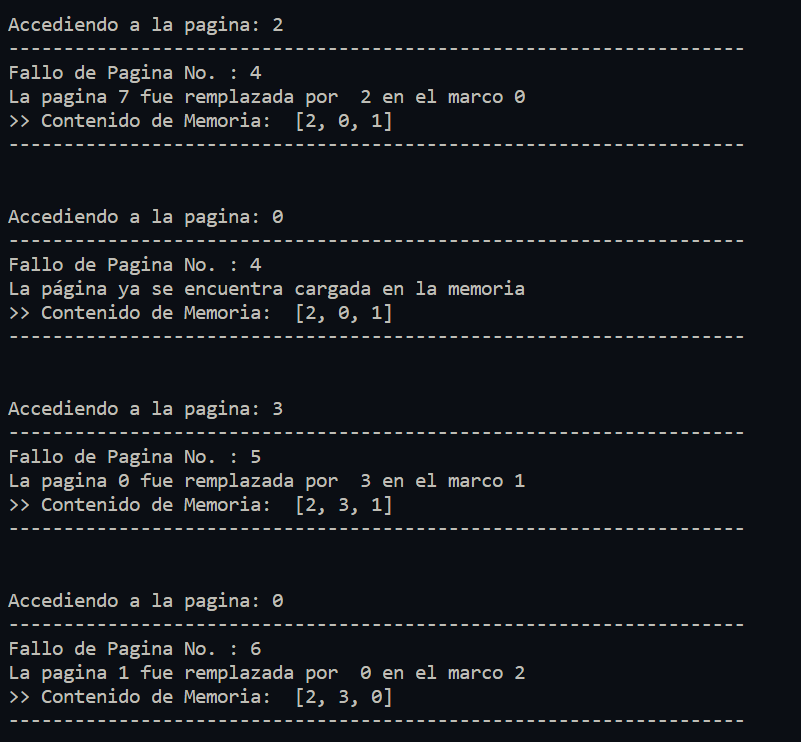 Accediendo a la pagina: 2
-------------------------------------------------------------------
Fallo de Pagina No. : 4
La pagina 7 fue remplazada por  2 en el marco 0
>> Contenido de Memoria:  [2, 0, 1]
-------------------------------------------------------------------
Accediendo a la pagina: 0
-------------------------------------------------------------------
Fallo de Pagina No. : 4
La página ya se encuentra cargada en la memoria
>> Contenido de Memoria:  [2, 0, 1]
-------------------------------------------------------------------
Accediendo a la pagina: 3
-------------------------------------------------------------------
Fallo de Pagina No. : 5
La pagina 0 fue remplazada por  3 en el marco 1
>> Contenido de Memoria:  [2, 3, 1]
-------------------------------------------------------------------
Accediendo a la pagina: 0
-------------------------------------------------------------------
Fallo de Pagina No. : 6
La pagina 1 fue remplazada por  0 en el marco 2
>> Contenido de Memoria:  [2, 3, 0]
-------------------------------------------------------------------